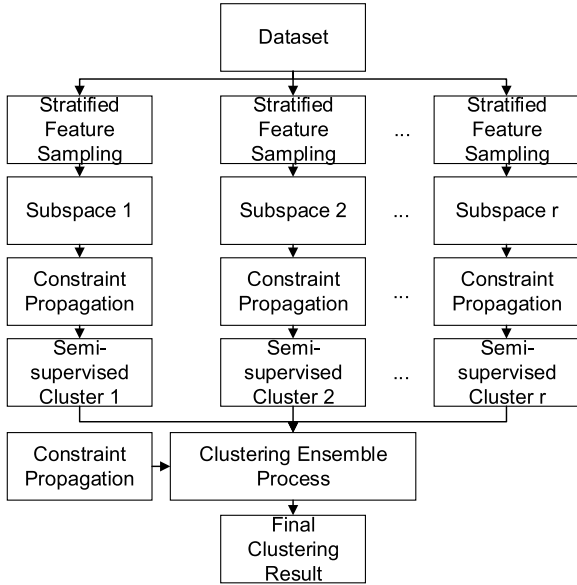 Dataset
Stratified
Feature
Sampling
Stratified
Feature
Sampling
...
Stratified
Feature
Sampling
Subspace 1
Subspace 2
...
Subspace r
Constraint
Propagation
Constraint
Propagation
...
Constraint
Propagation
Semi-
supervised
Cluster 1
Semi-
supervised
Cluster 2
...
Semi-
supervised
Cluster r
Constraint
Propagation
Clustering Ensemble
Process
Final
Clustering
Result